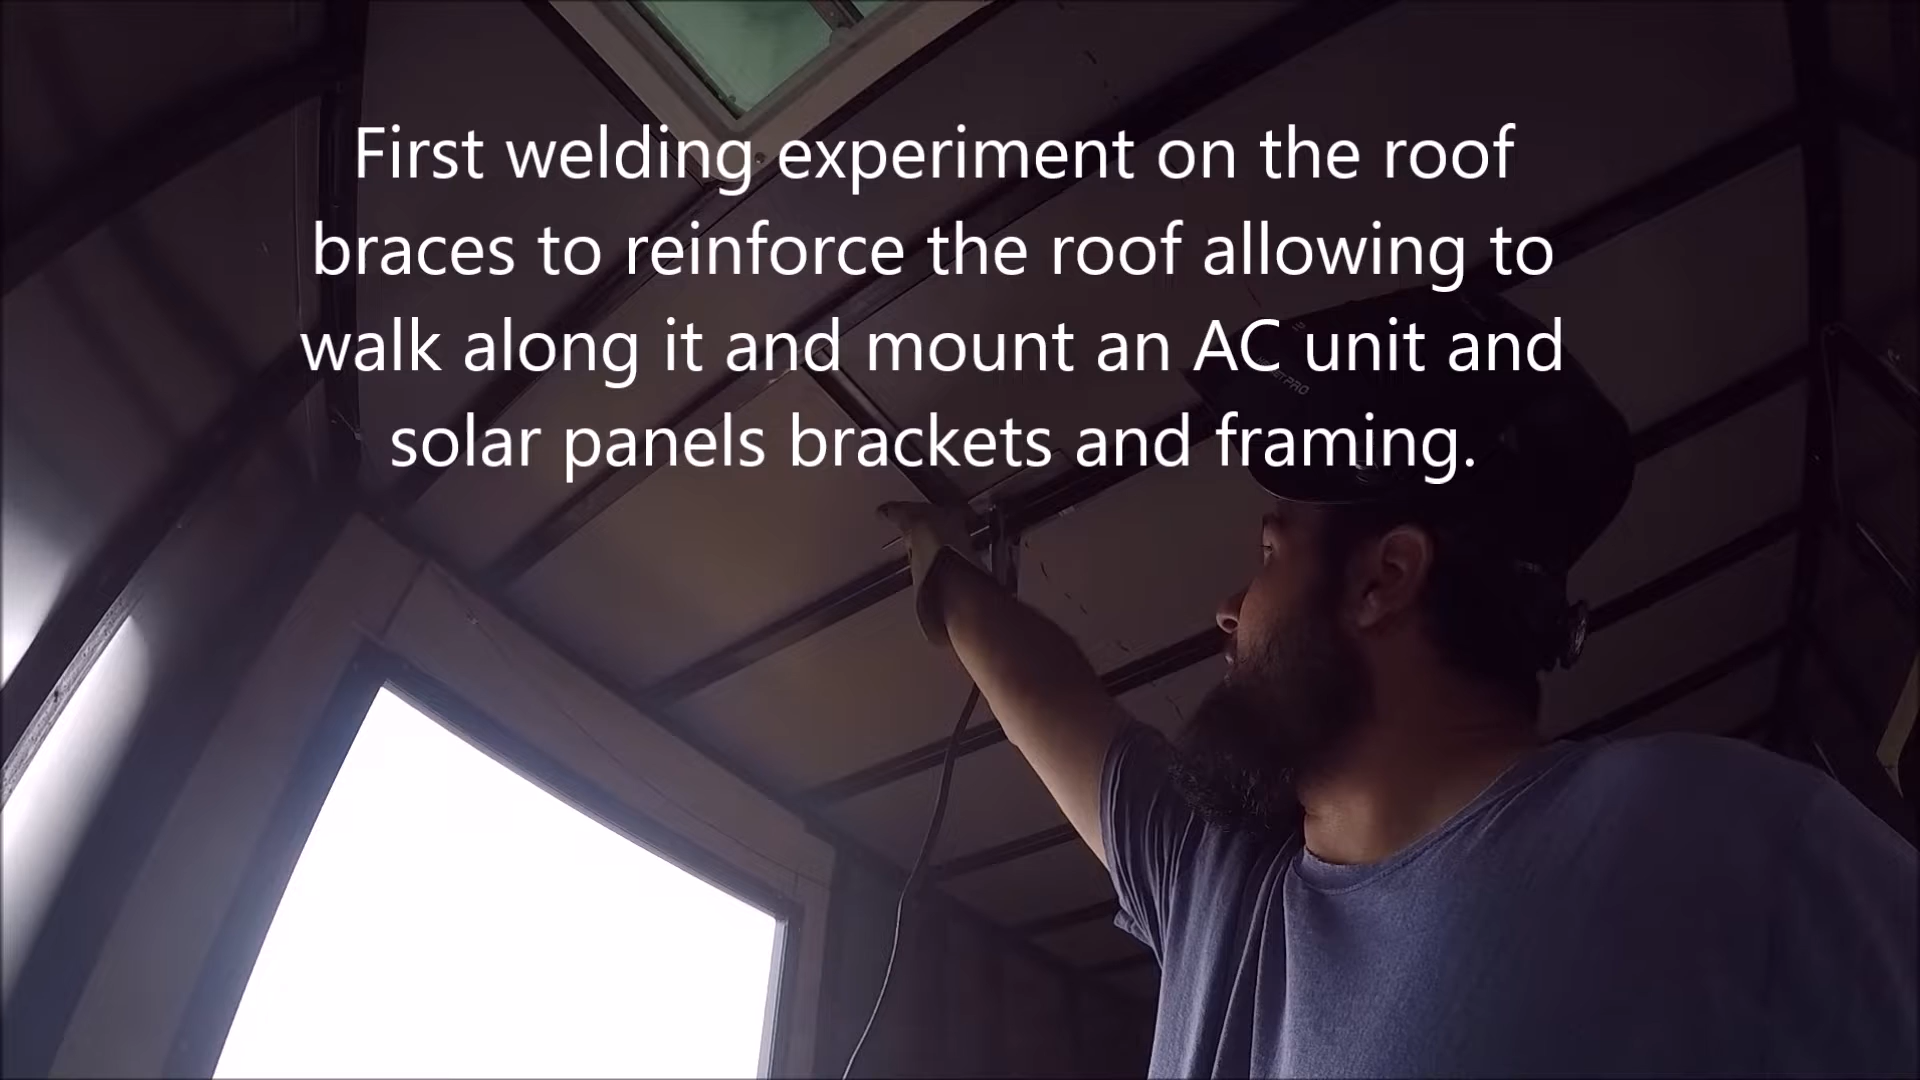 First welding experiment on the roof
braces to reinforce the roof allowing to
walk along it and mount an AC unit and
solar panels brackets and framing.